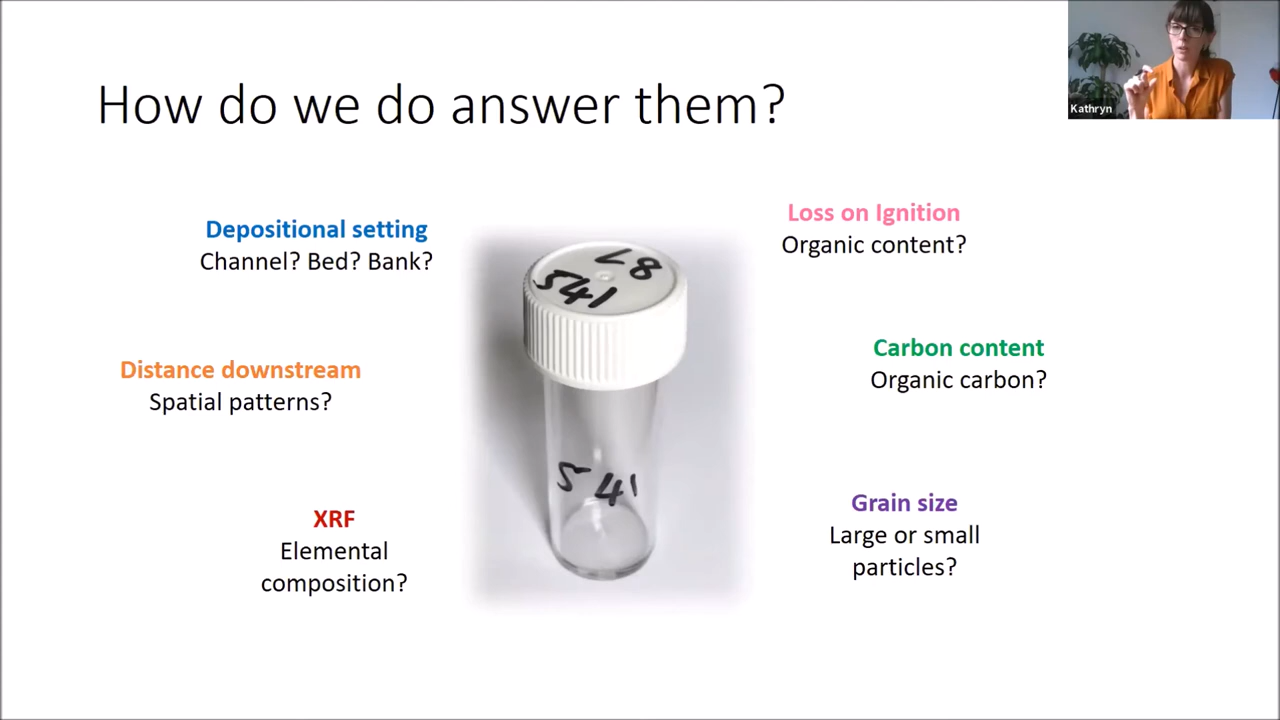 How do we do answer them?
Kathryn
Depositional setting
Channel? Bed? Bank?
Distance downstream
Spatial patterns?
XRF
Elemental
composition?
L8
541
541
Loss on Ignition
Organic content?
Carbon content
Organic carbon?
Grain size
Large or small
particles?